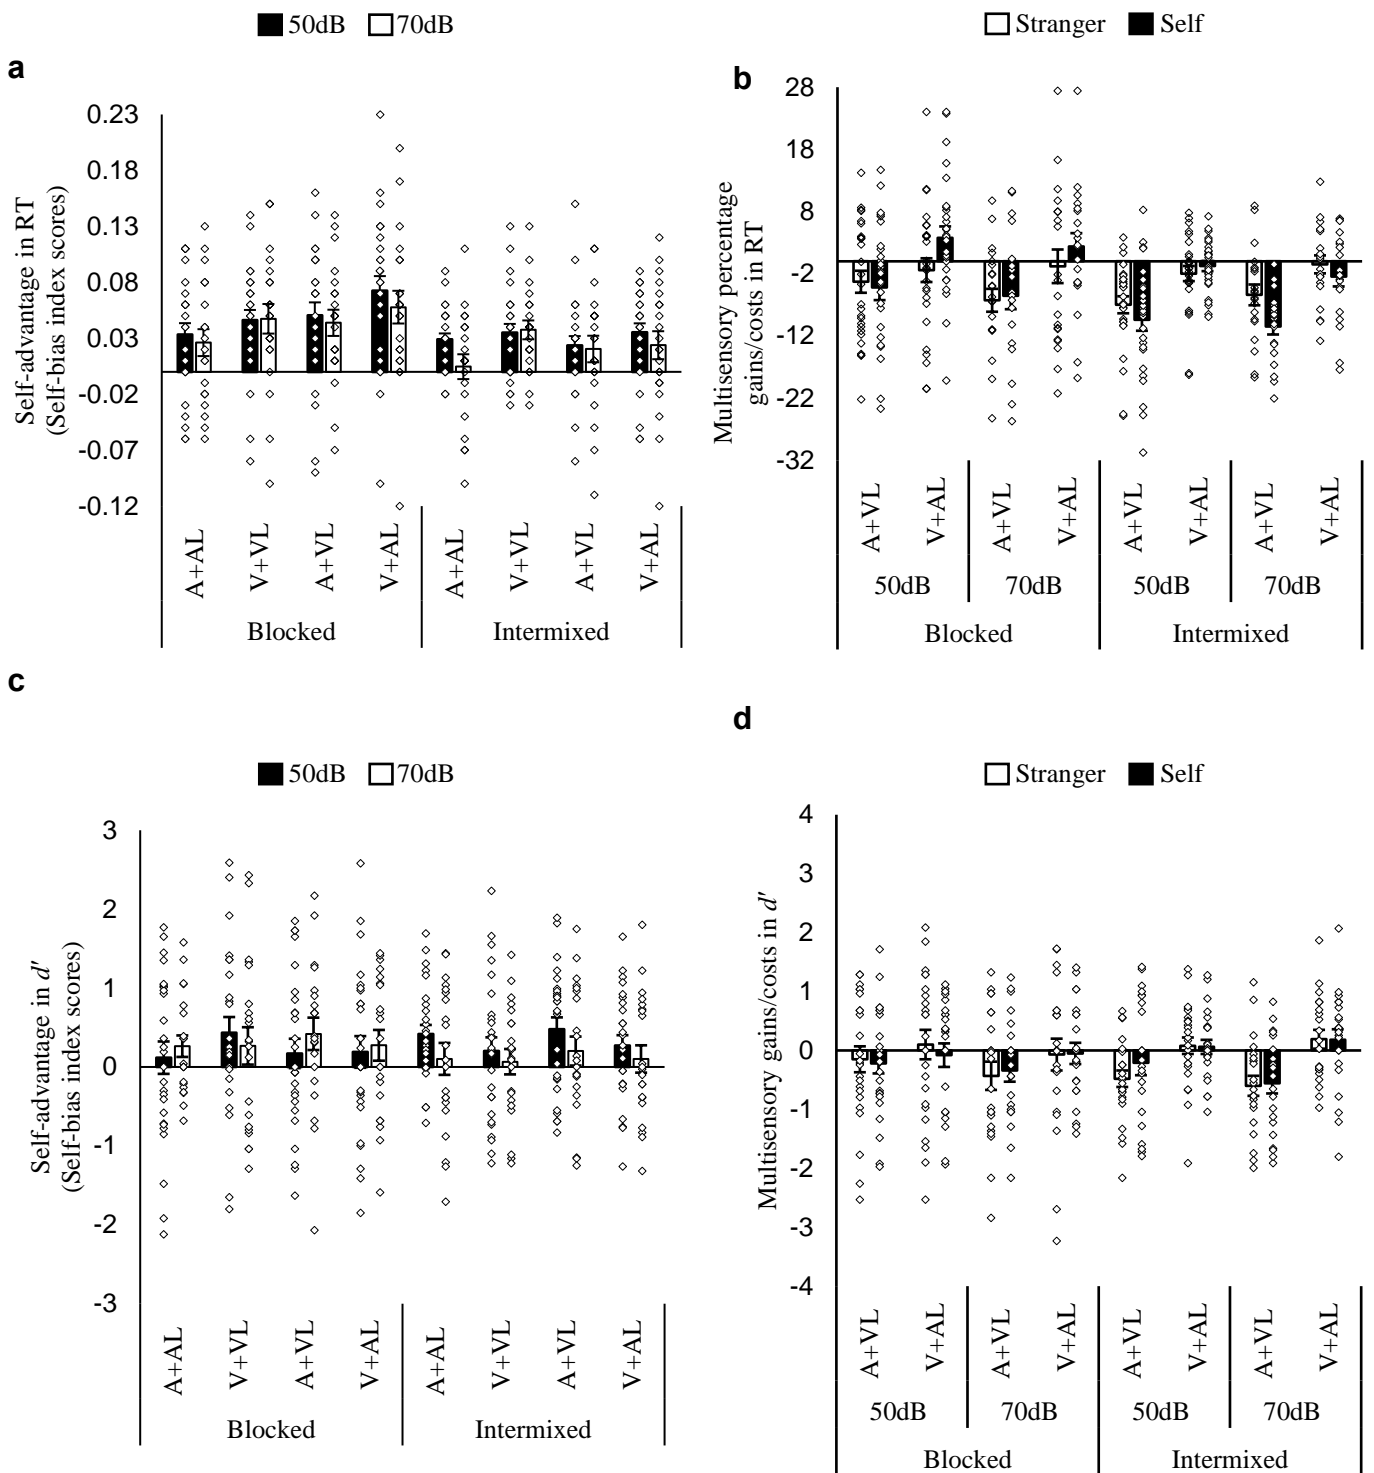 50dB 70dB
a
Self-advantage in RT
(Self-bias index scores)
0.23
0.18
0.13
0.08
0.03
-0.02
-0.07
-0.12
A+AL V+VL A+VL V+AL A+AL V+VL A+VL V+AL
Blocked Intermixed
Stranger Self
b
Multisensory percentage
gains/costs in RT
28
18
8
-2
-12
-22
-32
A+VL V+AL A+VL V+AL A+VL V+AL A+VL V+AL
50dB 70dB 50dB 70dB
Blocked Intermixed
c
50dB 70dB
Self-advantage in d'
(Self-bias index scores)
3
2
1
0
-1
-2
-3
A+AL V+VL A+VL V+AL A+AL V+VL A+VL V+AL
Blocked Intermixed
d
Stranger Self
Multisensory gains/costs in d'
4
3
2
1
0
-1
-2
-3
-4
A+VL V+AL A+VL V+AL A+VL V+AL A+VL V+AL
50dB 70dB 50dB 70dB
Blocked Intermixed